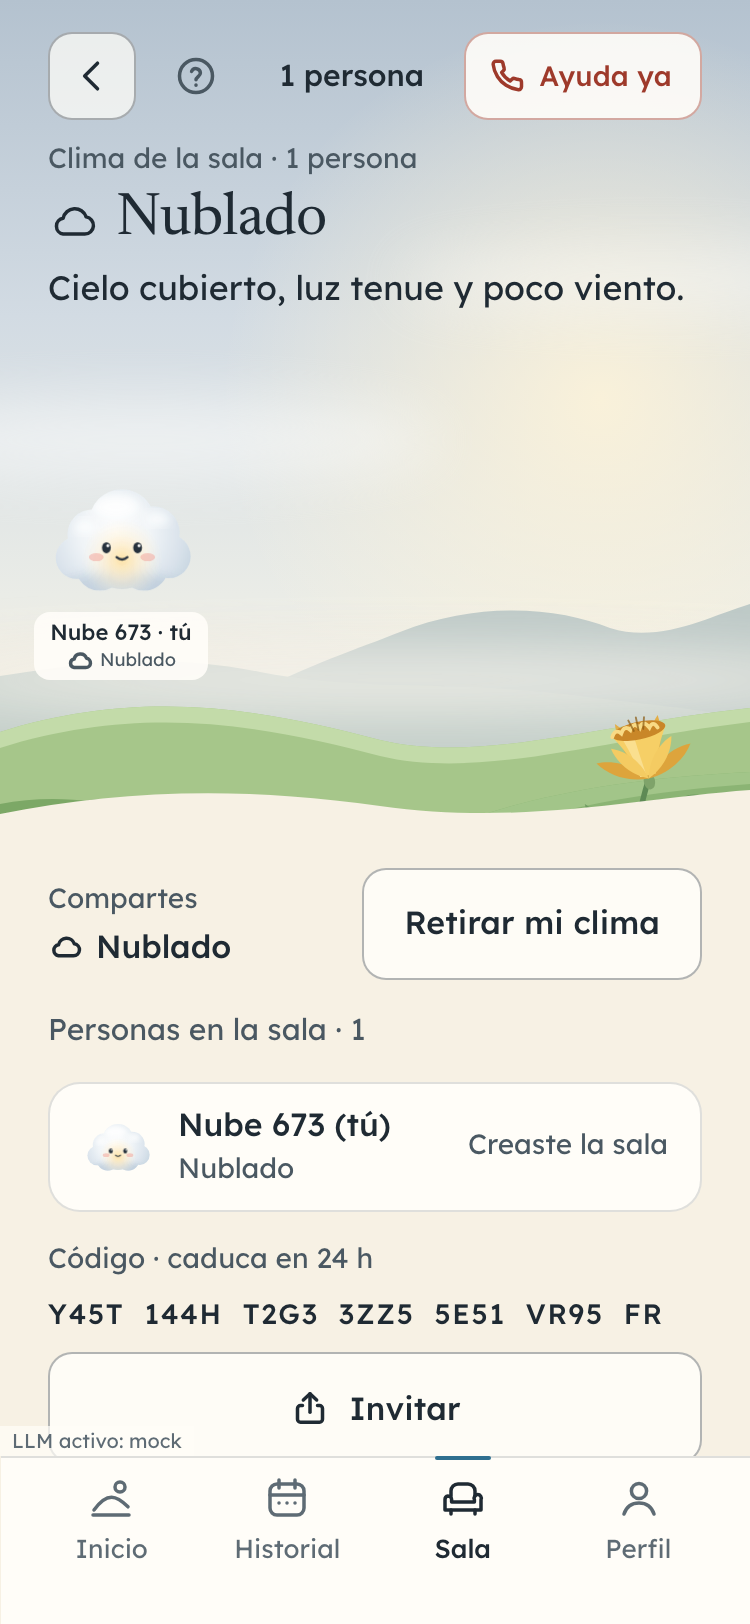 1 persona
Ayuda ya
Clima de la sala · 1 persona
Nublado
Cielo cubierto, luz tenue y poco viento.
Nube 673 · tú
Nublado
Compartes
Nublado
Retirar mi clima
Personas en la sala · 1
Nube 673 (tú)
Nublado
Creaste la sala
Código · caduca en 24 h
Y45T 144H T2G3 3ZZ5 5E51 VR95 FR
Invitar
LLM activo: mock
Inicio
Historial
Sala
Perfil